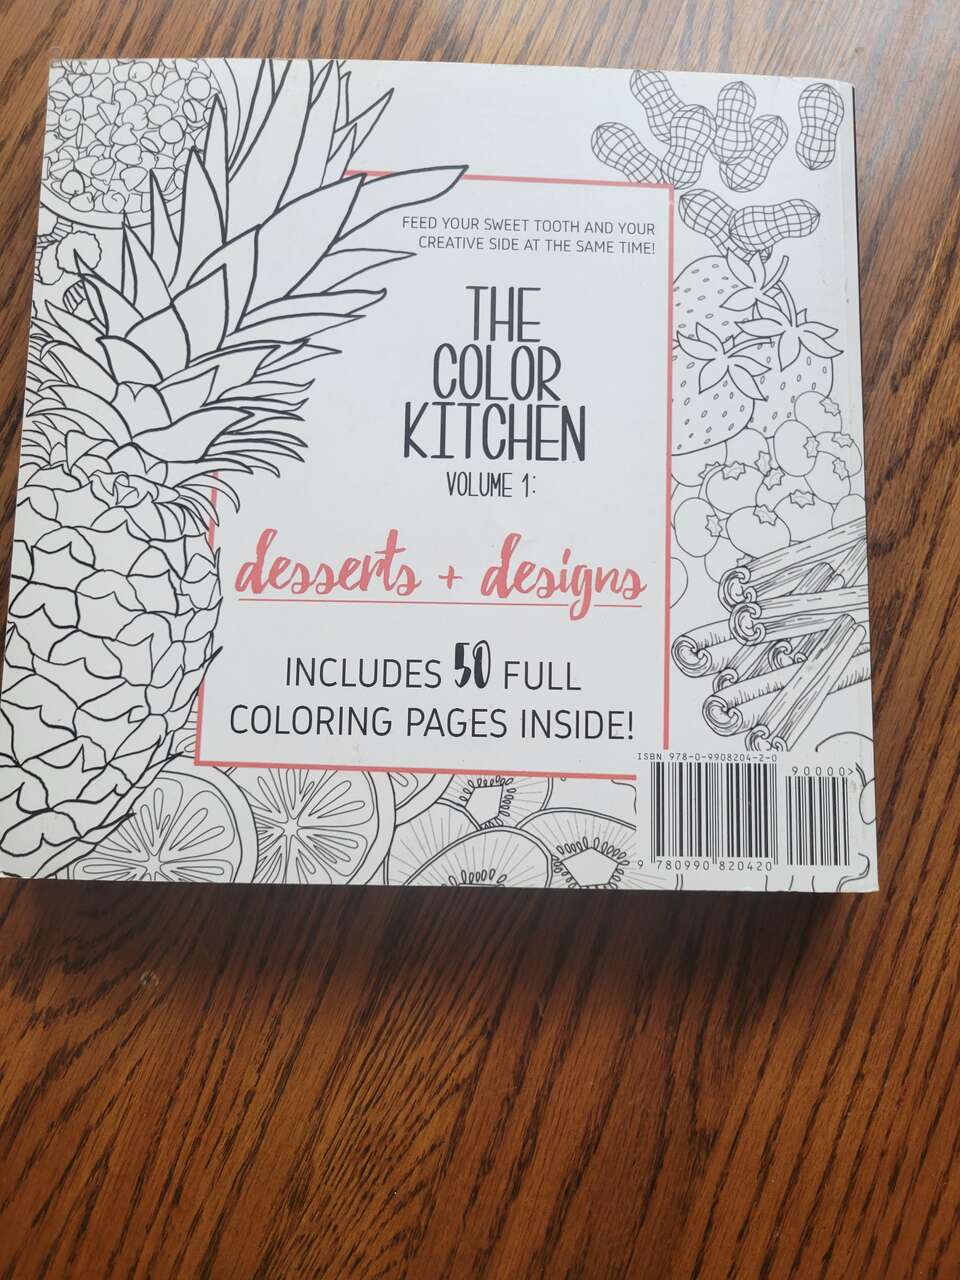 FEED YOUR SWEET TOOTH AND YOUR
CREATIVE SIDE AT THE SAME TIME!
THE
COLOR
KITCHEN
VOLUME 1:
desserts + designs
INCLUDES 50 FULL
COLORING PAGES INSIDE!
ISBN 978-0-9908204-2-0
90000>
9 780990 820420